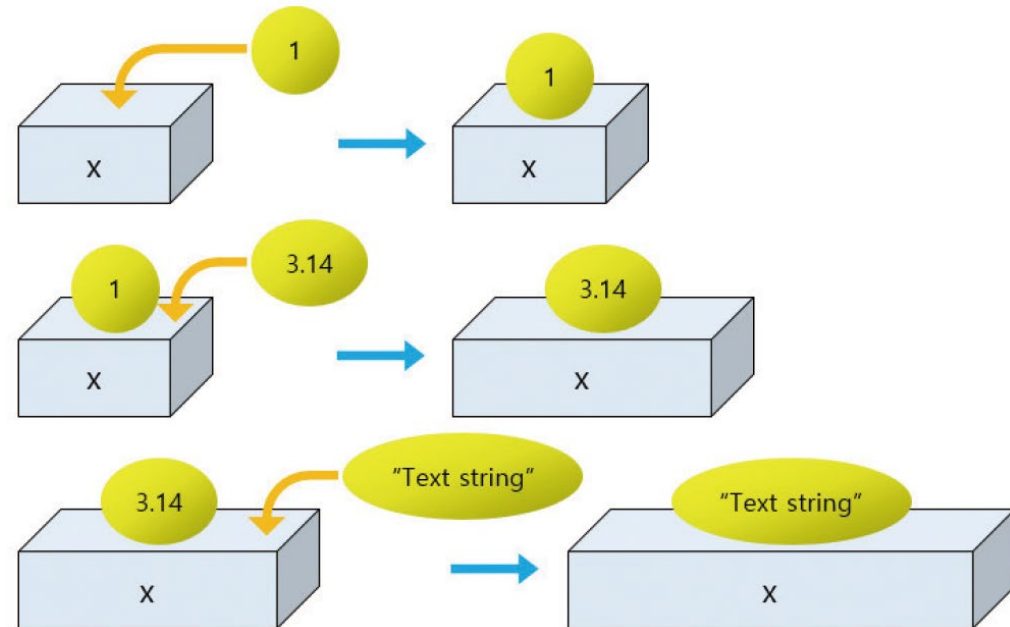 1
1
X
X
1
3.14
3.14
X
X
3.14
"Text string"
"Text string"
X
X